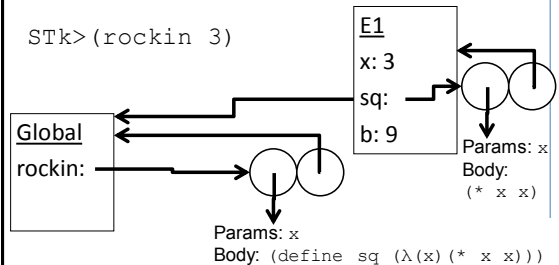 STk>(rockin 3)
E1
x: 3
sq:
b: 9
Params: x
Body:
(* x x)
Global
rockin:
Params: x
Body: (define sq (λ(x)(* x x)))